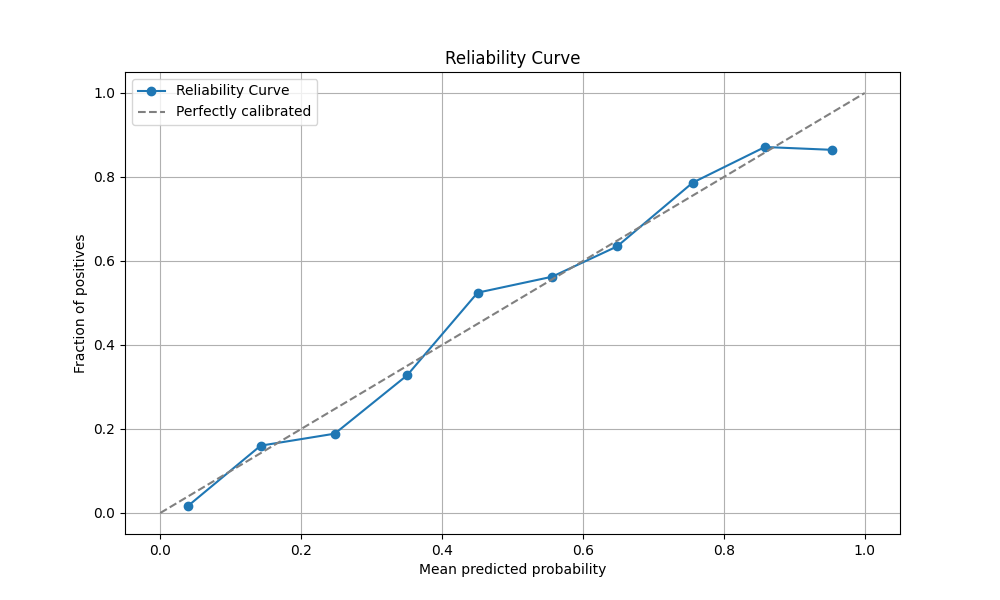 Reliability Curve
Reliability Curve
Perfectly calibrated
1.0
0.8
0.6
0.4
0.2
0.0
Fraction of positives
0.0 0.2 0.4 0.6 0.8 1.0
Mean predicted probability